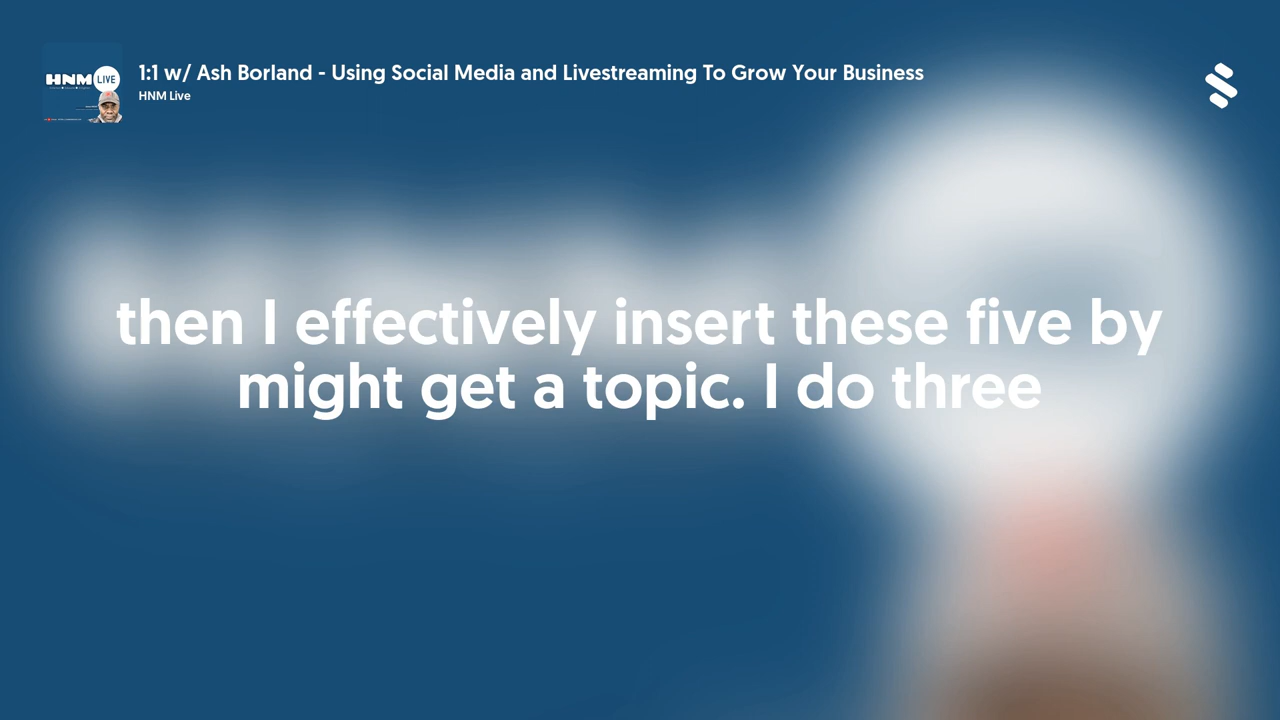 HNM LIVE
1:1 w/ Ash Borland - Using Social Media and Livestreaming To Grow Your Business
HNM Live
then I effectively insert these five by
might get a topic. I do three